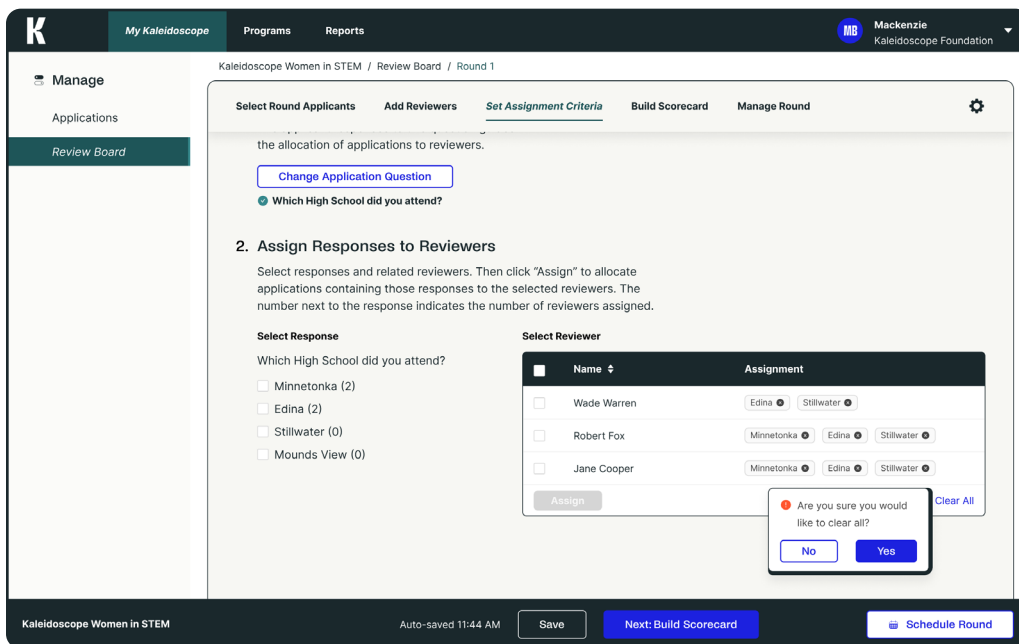 K
My Kaleidoscope
Programs
Reports
MB
Mackenzie
Kaleidoscope Foundation
Manage
Applications
Review Board
Kaleidoscope Women in STEM / Review Board / Round 1
Select Round Applicants
Add Reviewers
Set Assignment Criteria
Build Scorecard
Manage Round
the allocation of applications to reviewers.
Change Application Question
Which High School did you attend?
2. Assign Responses to Reviewers
Select responses and related reviewers. Then click “Assign” to allocate
applications containing those responses to the selected reviewers. The
number next to the response indicates the number of reviewers assigned.
Select Response
Which High School did you attend?
Minnetonka (2)
Edina (2)
Stillwater (0)
Mounds View (0)
Select Reviewer
Name
Assignment
Wade Warren
Edina
Stillwater
Robert Fox
Minnetonka
Edina
Stillwater
Jane Cooper
Minnetonka
Edina
Stillwater
Assign
Clear All
Are you sure you would
like to clear all?
No
Yes
Kaleidoscope Women in STEM
Auto-saved 11:44 AM
Save
Next: Build Scorecard
Schedule Round